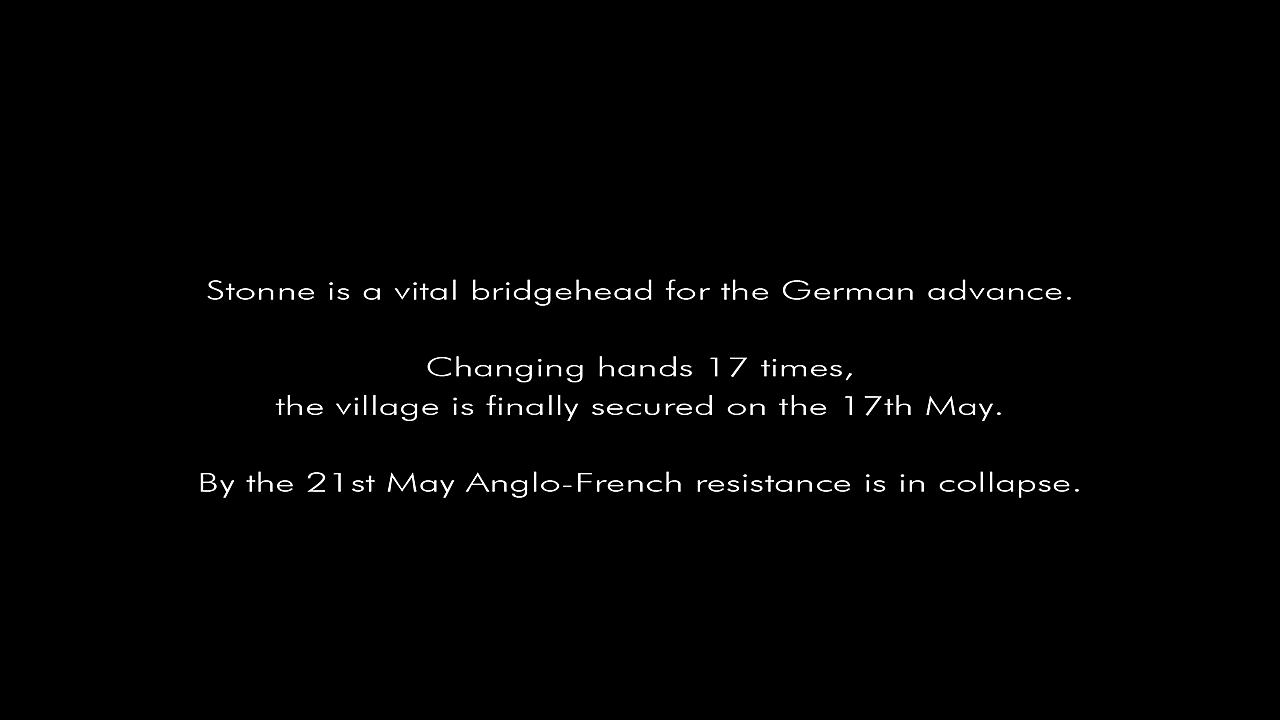 Stonne is a vital bridgehead for the German advance.
Changing hands 17 times,
the village is finally secured on the 17th May.
By the 21st May Anglo-French resistance is in collapse.